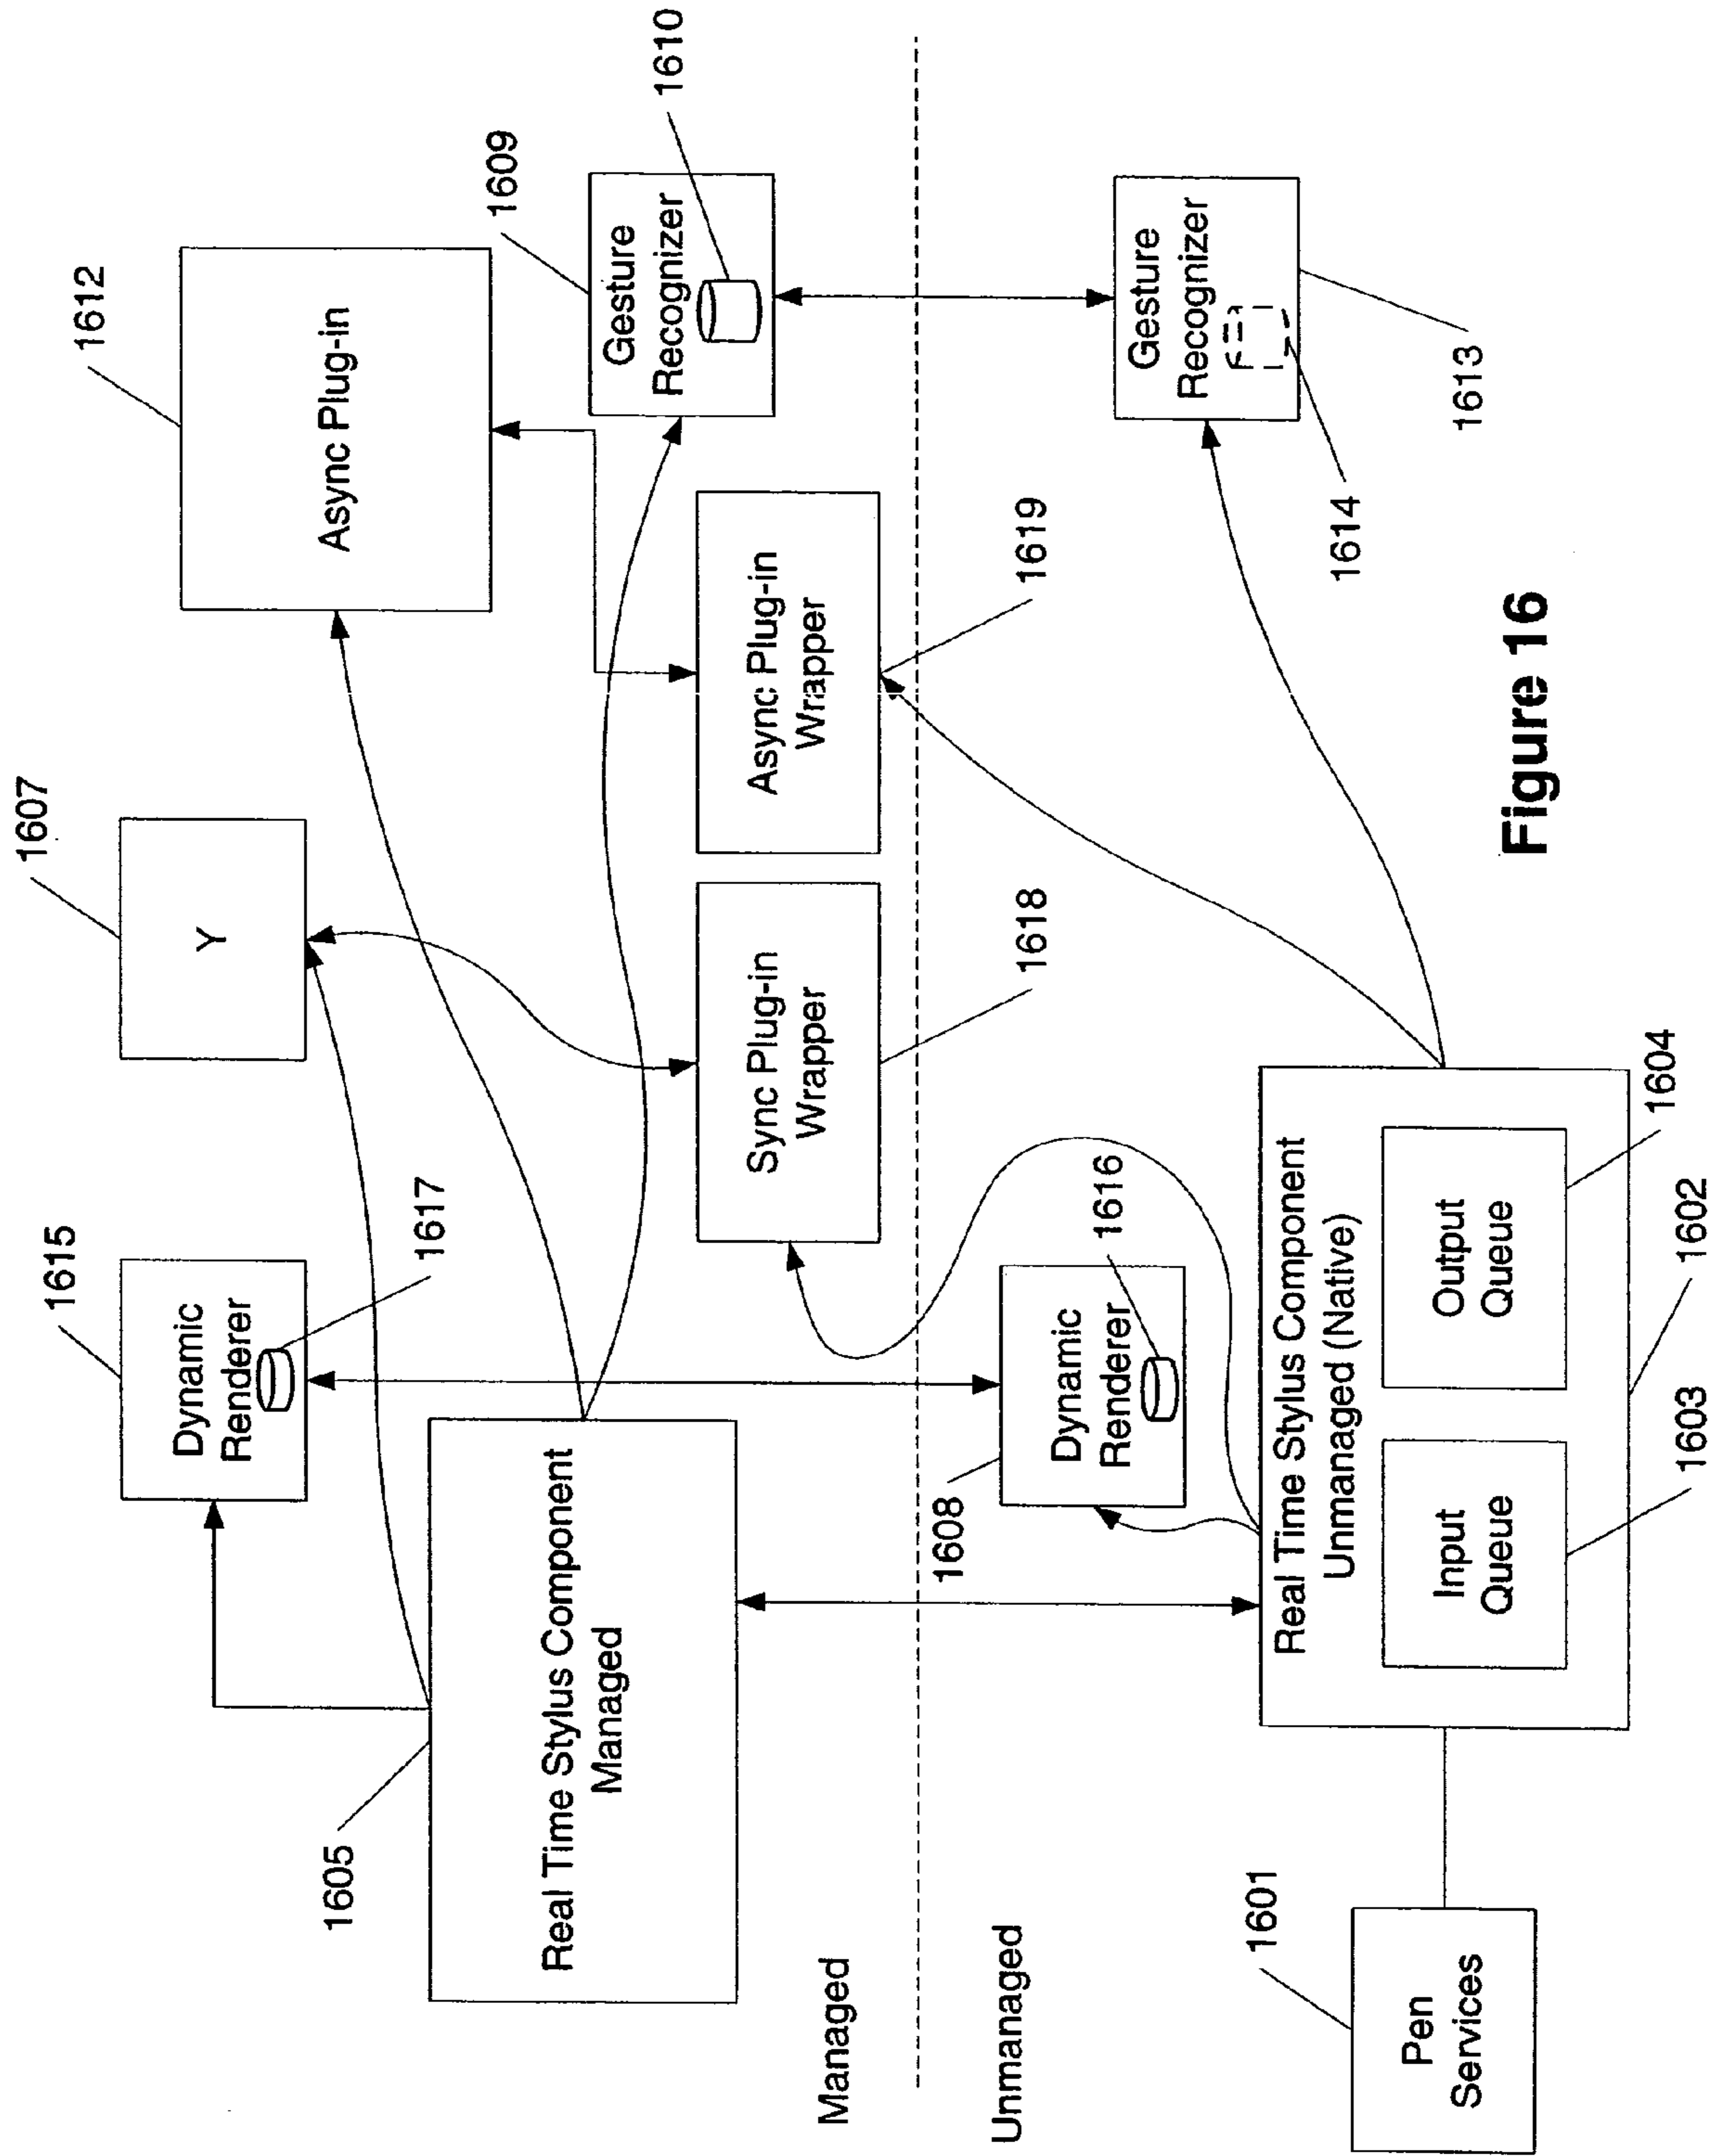 1607
1612
1615
Y
Async Plug-in
1609
1610
Dynamic
Renderer
1617
1605
Real Time Stylus Component
Managed
Sync Plug-in
Wrapper
1618
Async Plug-in
Wrapper
1619
Gesture
Recognizer
Managed
Unmanaged
1608
Dynamic
Renderer
1616
Gesture
Recognizer
1614
1613
1601
Pen
Services
Real Time Stylus Component
Unmanaged (Native)
Input
Queue
Output
Queue
1603
1602
1604
Figure 16